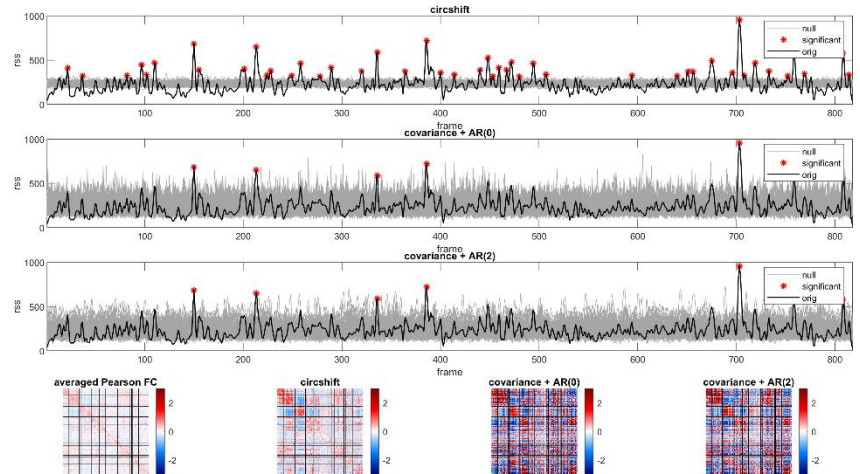 circshift
1000
500
0
rss
null
significant
orig
100 200 300 400 500 600 700 800
frame
covariance + AR(0)
1000
500
0
rss
null
significant
orig
100 200 300 400 500 600 700 800
frame
covariance + AR(2)
1000
500
0
rss
null
significant
orig
100 200 300 400 500 600 700 800
averaged Pearson FC circshift covariance + AR(0) covariance + AR(2)
2 2 2 2
0 0 0 0
-2 -2 -2 -2